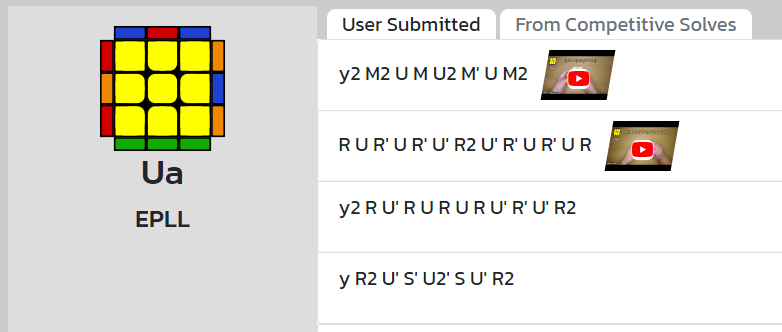 User Submitted
From Competitive Solves
y2 M2 U M U2 M' U M2
R U R' U R' U' R2 U' R' U R' U R
y2 R U' R U R U R U' R' U' R2
y R2 U' S' U2' S U' R2
Ua
EPLL